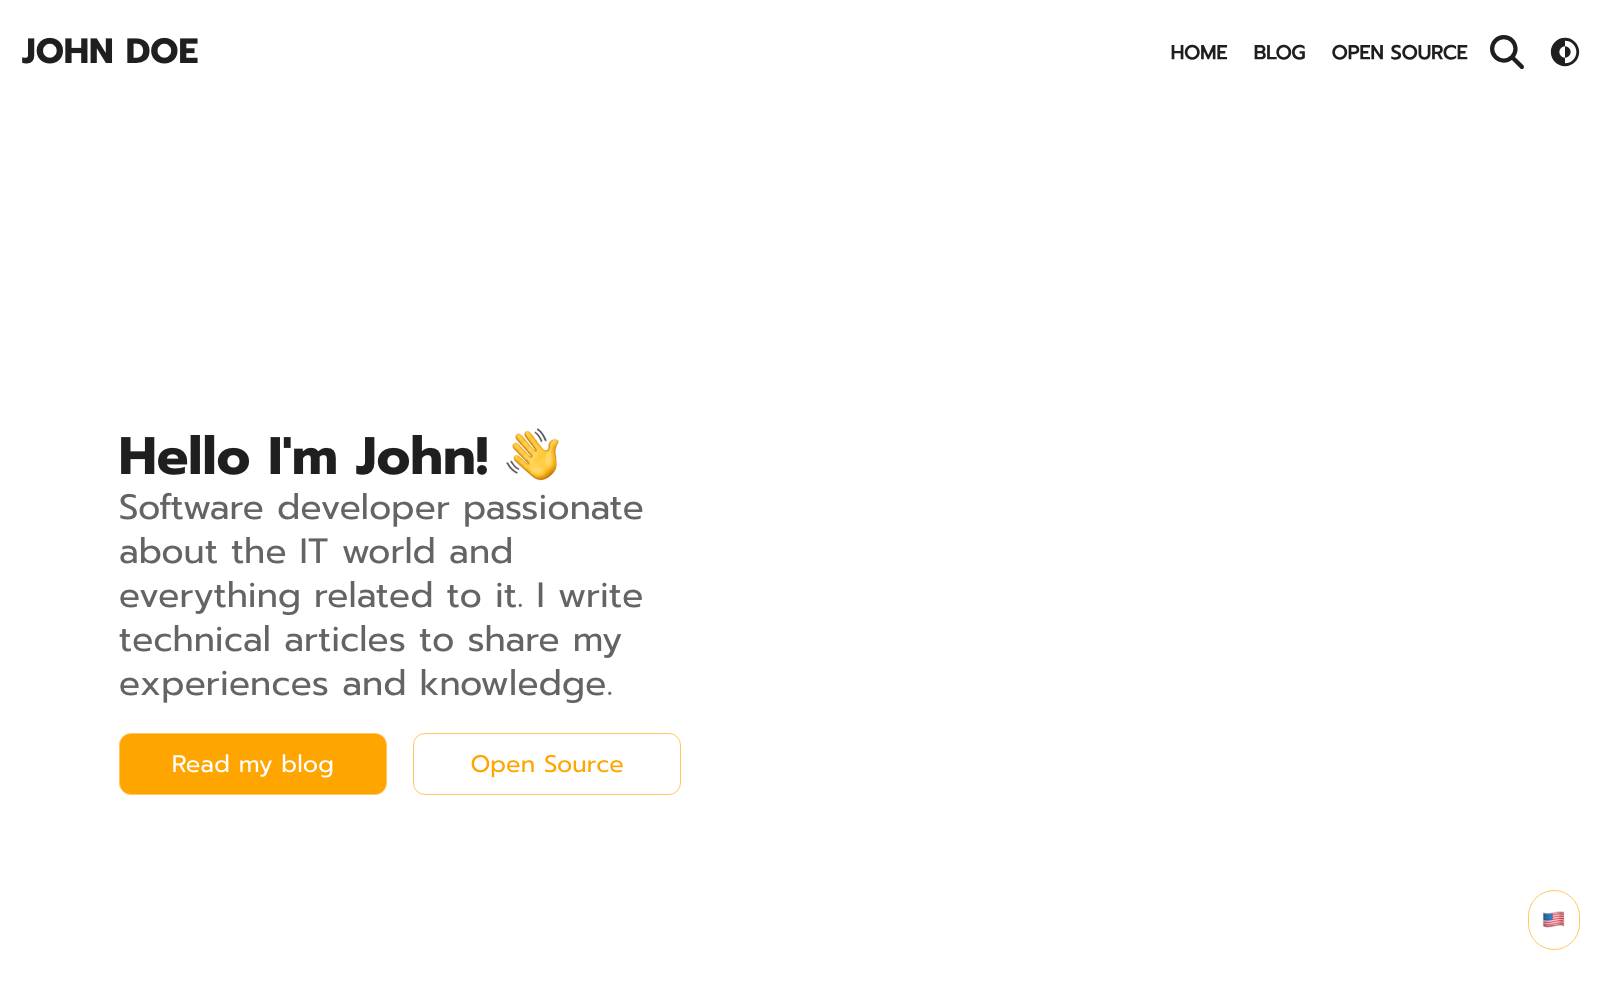 JOHN DOE
HOME BLOG OPEN SOURCE
Hello I'm John! 👋
Software developer passionate
about the IT world and
everything related to it. I write
technical articles to share my
experiences and knowledge.
Read my blog
Open Source